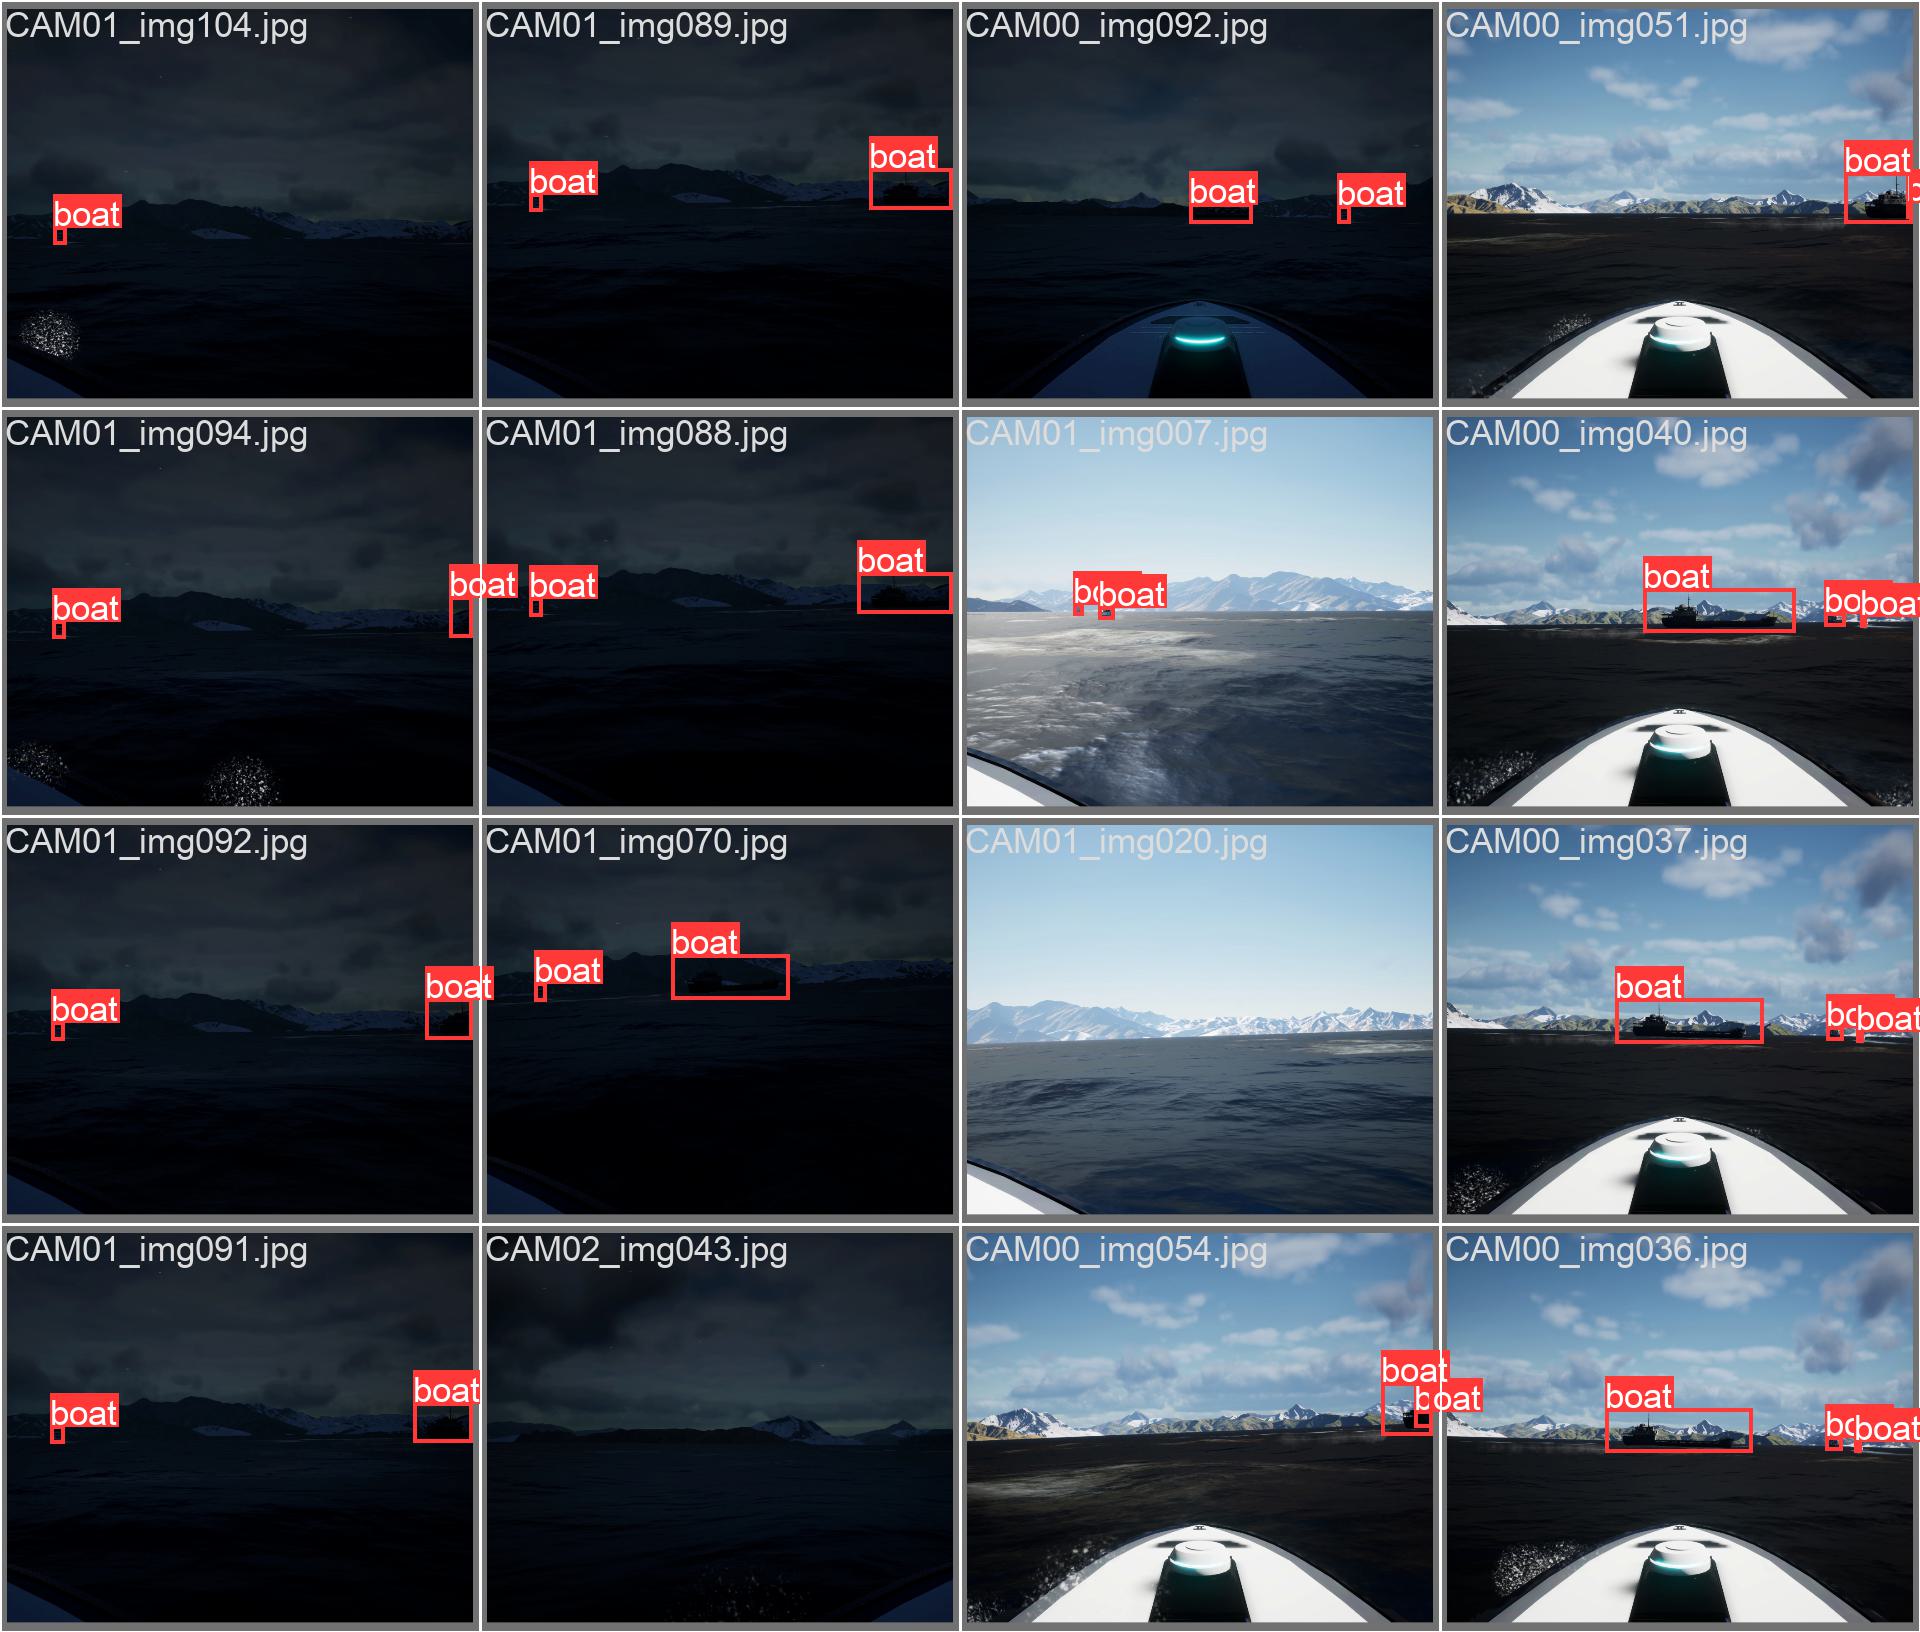 CAM01_img104.jpg
boat
CAM01_img089.jpg
boat
boat
CAM00_img092.jpg
boat
boat
CAM00_img051.jpg
boat
CAM01_img094.jpg
boat
boat
CAM01_img088.jpg
boat
boat
CAM01_img007.jpg
bo
boat
CAM00_img040.jpg
boat
bo
boat
CAM01_img092.jpg
boat
boat
CAM01_img070.jpg
boat
boat
CAM01_img020.jpg
CAM00_img037.jpg
boat
bo
boat
CAM01_img091.jpg
boat
boat
CAM02_img043.jpg
CAM00_img054.jpg
boat
boat
CAM00_img036.jpg
boat
bo
boat